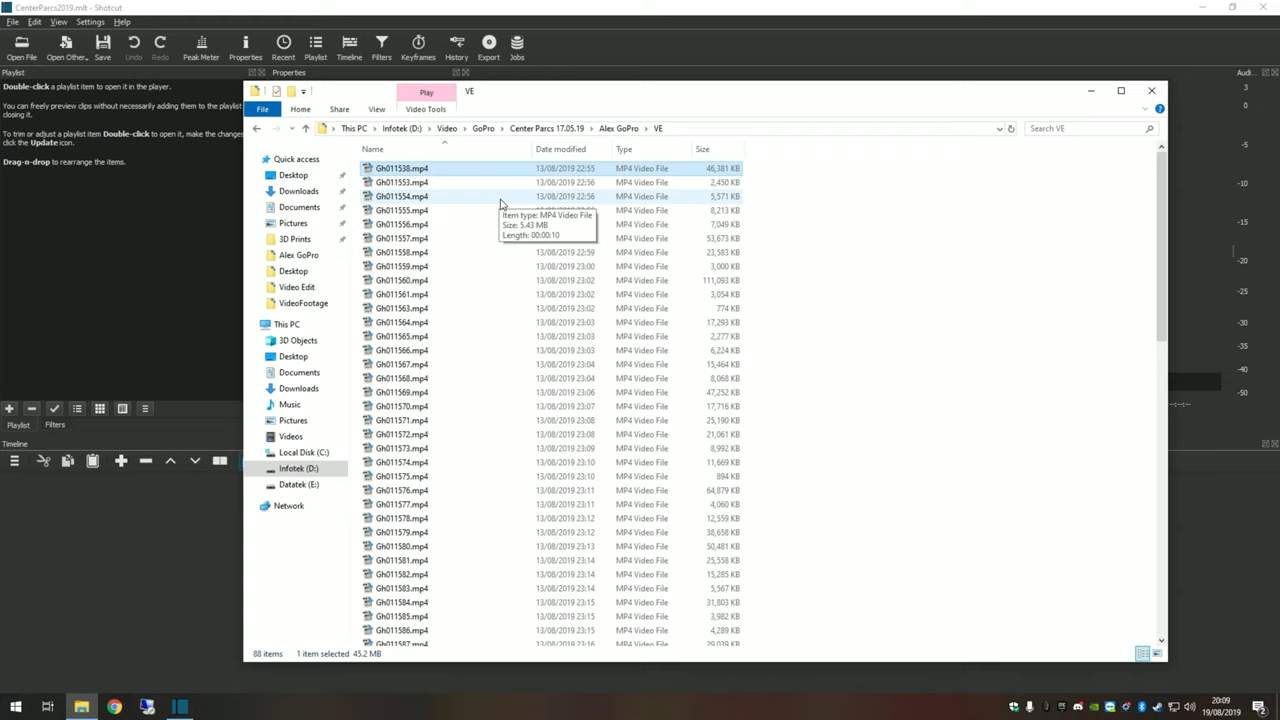 CenterParcs2019.mlt - Shotcut
File Edit View Settings Help
Open File Open Other.. Save Undo Redo Peak Meter Properties Recent Playlist Timeline Filters Keyframes History Export Jobs
Playlist
Double-click a playlist item to open it in the player.
You can freely preview clips without necessarily adding them to the playlist
closing it.
To trim or adjust a playlist item Double-click to open it, make the changes
click the Update icon.
Drag-n-drop to rearrange the items.
Playlist Filters
Timeline
Properties
Audi...
3
0
-5
-10
-15
-20
-25
-30
-35
-40
-45
-50
--:--
Play VE
File Home Share View Video Tools
This PC Infotek (D:) Video GoPro Center Parcs 17.05.19 Alex GoPro VE
Search VE
Quick access
Desktop
Downloads
Documents
Pictures
3D Prints
Alex GoPro
Desktop
Video Edit
VideoFootage
This PC
3D Objects
Desktop
Documents
Downloads
Music
Pictures
Videos
Local Disk (C:)
Infotek (D:)
Datatek (E:)
Network
Name Date modified Type Size
Gh011538.mp4 13/08/2019 22:55 MP4 Video File 46,381 KB
Gh011553.mp4 13/08/2019 22:56 MP4 Video File 2,450 KB
Gh011554.mp4 13/08/2019 22:56 MP4 Video File 5,571 KB
Gh011555.mp4 MP4 Video File 8,213 KB
Gh011556.mp4 MP4 Video File 7,049 KB
Gh011557.mp4 MP4 Video File 53,673 KB
Item type: MP4 Video File
Size: 5.43 MB
Length: 00:00:10
Gh011558.mp4 13/08/2019 22:59 MP4 Video File 23,583 KB
Gh011559.mp4 13/08/2019 23:00 MP4 Video File 3,000 KB
Gh011560.mp4 13/08/2019 23:02 MP4 Video File 111,093 KB
Gh011561.mp4 13/08/2019 23:02 MP4 Video File 3,054 KB
Gh011563.mp4 13/08/2019 23:02 MP4 Video File 774 KB
Gh011564.mp4 13/08/2019 23:03 MP4 Video File 17,293 KB
Gh011565.mp4 13/08/2019 23:03 MP4 Video File 2,277 KB
Gh011566.mp4 13/08/2019 23:03 MP4 Video File 6,224 KB
Gh011567.mp4 13/08/2019 23:04 MP4 Video File 15,464 KB
Gh011568.mp4 13/08/2019 23:04 MP4 Video File 8,068 KB
Gh011569.mp4 13/08/2019 23:06 MP4 Video File 47,252 KB
Gh011570.mp4 13/08/2019 23:07 MP4 Video File 17,716 KB
Gh011571.mp4 13/08/2019 23:08 MP4 Video File 25,190 KB
Gh011572.mp4 13/08/2019 23:08 MP4 Video File 21,061 KB
Gh011573.mp4 13/08/2019 23:09 MP4 Video File 8,992 KB
Gh011574.mp4 13/08/2019 23:10 MP4 Video File 11,669 KB
Gh011575.mp4 13/08/2019 23:10 MP4 Video File 894 KB
Gh011576.mp4 13/08/2019 23:11 MP4 Video File 64,879 KB
Gh011577.mp4 13/08/2019 23:11 MP4 Video File 4,060 KB
Gh011578.mp4 13/08/2019 23:12 MP4 Video File 12,559 KB
Gh011579.mp4 13/08/2019 23:12 MP4 Video File 38,658 KB
Gh011580.mp4 13/08/2019 23:13 MP4 Video File 50,481 KB
Gh011581.mp4 13/08/2019 23:14 MP4 Video File 25,558 KB
Gh011582.mp4 13/08/2019 23:14 MP4 Video File 15,285 KB
Gh011583.mp4 13/08/2019 23:14 MP4 Video File 5,567 KB
Gh011584.mp4 13/08/2019 23:15 MP4 Video File 31,803 KB
Gh011585.mp4 13/08/2019 23:15 MP4 Video File 3,982 KB
Gh011586.mp4 13/08/2019 23:15 MP4 Video File 4,289 KB
Gh011587.mp4 13/08/2019 23:16 MP4 Video File 29,039 KB
88 items 1 item selected 45.2 MB
20:09
19/08/2019
2